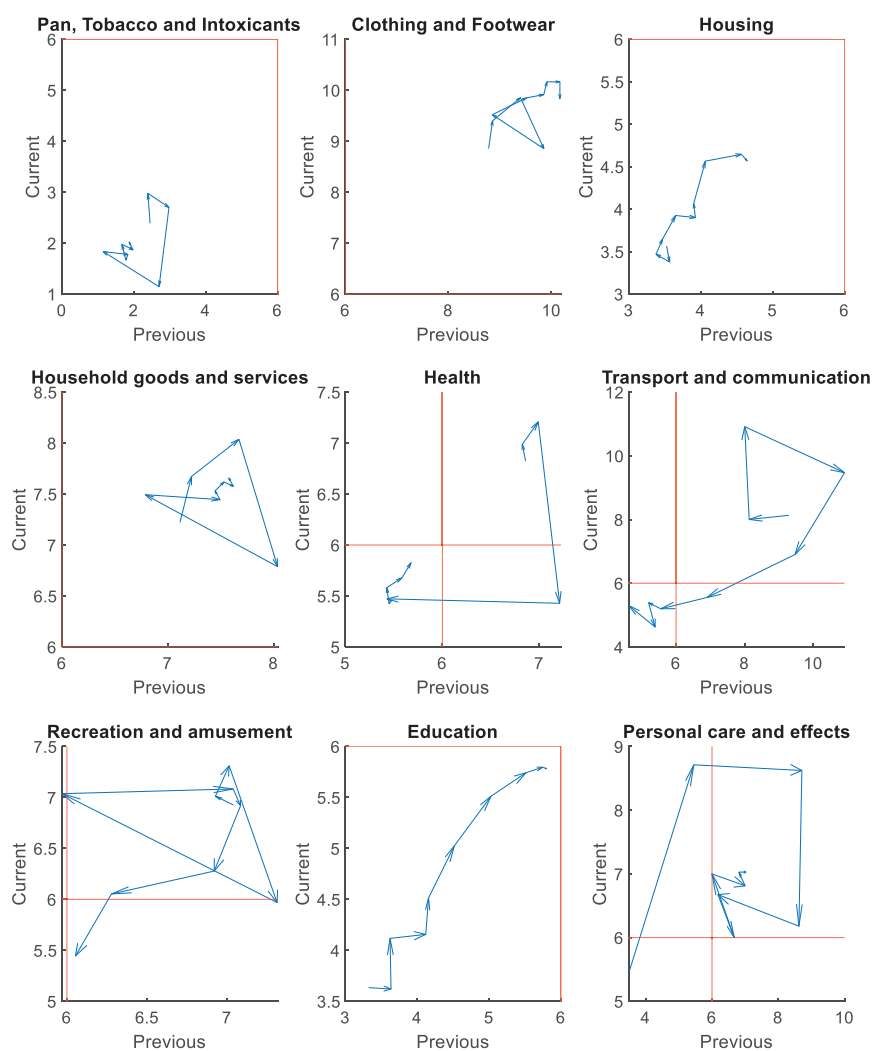 Pan, Tobacco and Intoxicants
6
5
4
3
2
1
0 2 4 6
Current
Previous
Clothing and Footwear
11
10
9
8
7
6
6 8 10
Current
Previous
Housing
6
5.5
5
4.5
4
3.5
3
3 4 5 6
Current
Previous
Household goods and services
8.5
8
7.5
7
6.5
6
6 7 8
Current
Previous
Health
7.5
7
6.5
6
5.5
5
5 6 7
Current
Previous
Transport and communication
12
10
8
6
4
6 8 10
Current
Previous
Recreation and amusement
7.5
7
6.5
6
5.5
5
6 6.5 7
Current
Previous
Education
6
5.5
5
4.5
4
3.5
3 4 5 6
Current
Previous
Personal care and effects
9
8
7
6
5
4 6 8 10
Current
Previous